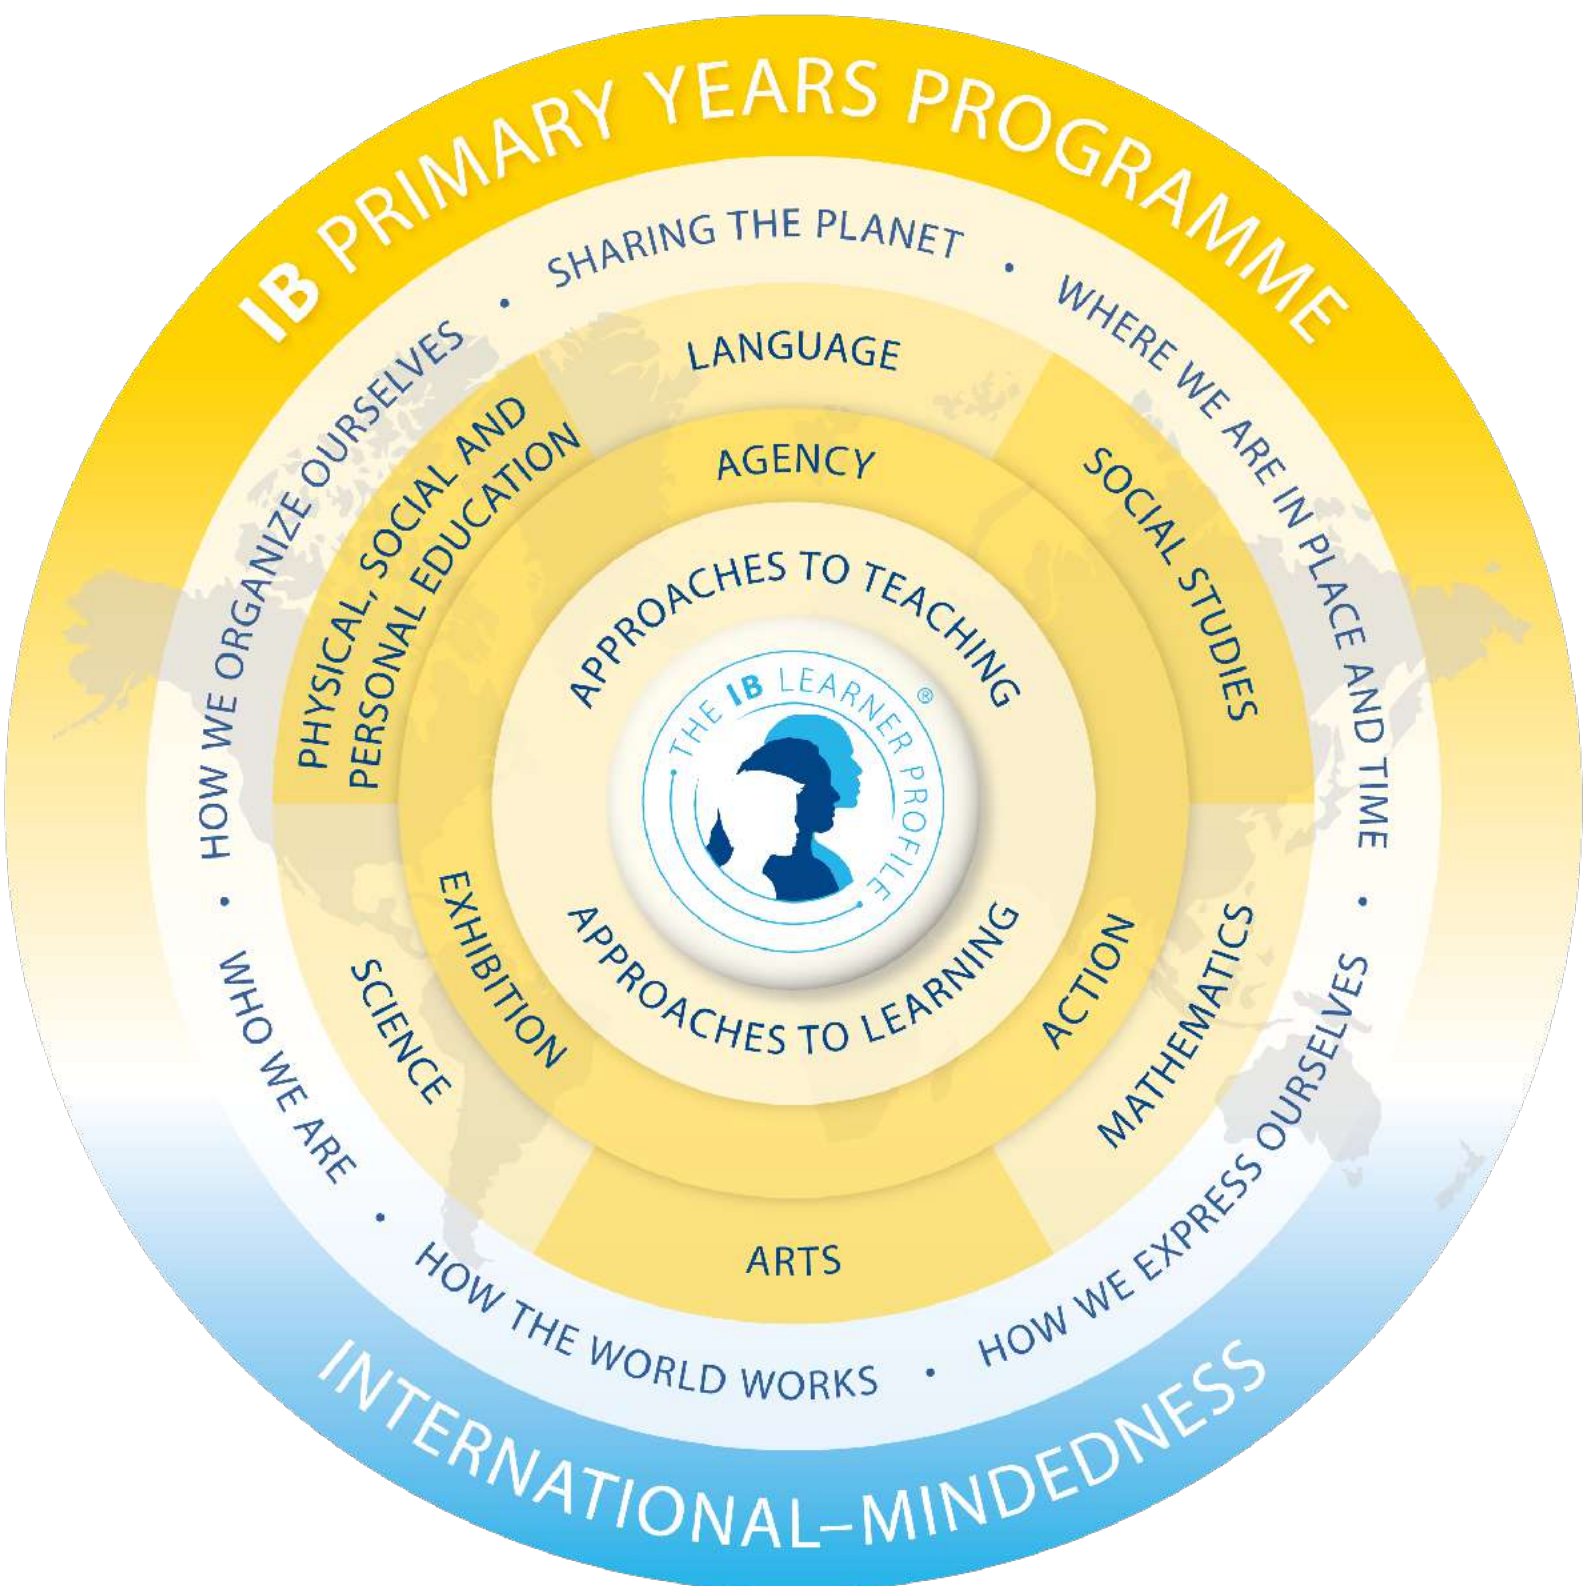 IB PRIMARY YEARS PROGRAMME
SHARING THE PLANET
•
WHERE WE ARE IN PLACE AND TIME
•
HOW WE EXPRESS OURSELVES
•
HOW THE WORLD WORKS
•
WHO WE ARE
•
HOW WE ORGANIZE OURSELVES
•
LANGUAGE
SOCIAL STUDIES
MATHEMATICS
ARTS
SCIENCE
PHYSICAL, SOCIAL AND
PERSONAL EDUCATION
AGENCY
ACTION
EXHIBITION
APPROACHES TO TEACHING
THE IB LEARNER PROFILE ®
APPROACHES TO LEARNING
INTERNATIONAL–MINDEDNESS